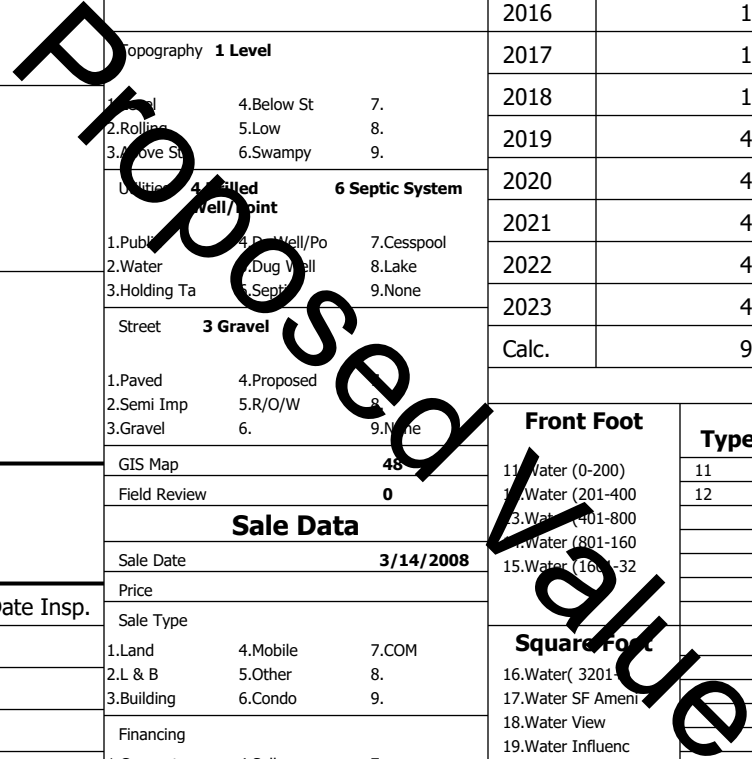 Topography 1 Level
1.Level 4.Below St 7.
2.Rolling 5.Low 8.
3.Above St 6.Swampy 9.
Utilities 4 Drilled 6 Septic System
Well/Point
1.Public 4.Dr Well/Po 7.Cesspool
2.Water 5.Dug Well 8.Lake
3.Holding Ta 6.Septic 9.None
Street 3 Gravel
1.Paved 4.Proposed 7.
2.Semi Imp 5.R/O/W 8.
3.Gravel 6. 9.None
GIS Map 48
Field Review 0
Sale Data
Sale Date 3/14/2008
Price
Sale Type
1.Land 4.Mobile 7.COM
2.L & B 5.Other 8.
3.Building 6.Condo 9.
Financing
Date Insp.
2016 1
2017 1
2018 1
2019 4
2020 4
2021 4
2022 4
2023 4
Calc. 9
Front Foot Type
11.Water (0-200) 11
12.Water (201-400 12
13.Water (401-800
14.Water (801-160
15.Water (1601-32
Square Foot
16.Water( 3201-
17.Water SF Ameni
18.Water View
19.Water Influenc
Proposed Value